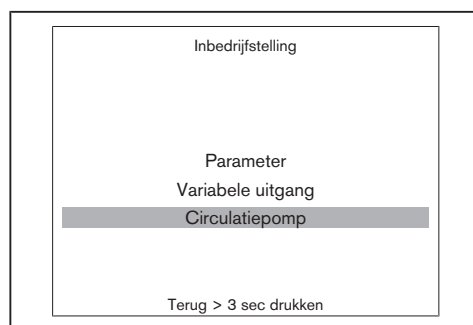 Inbedrijfstelling
Parameter
Variabele uitgang
Circulatiepomp
Terug > 3 sec drukken